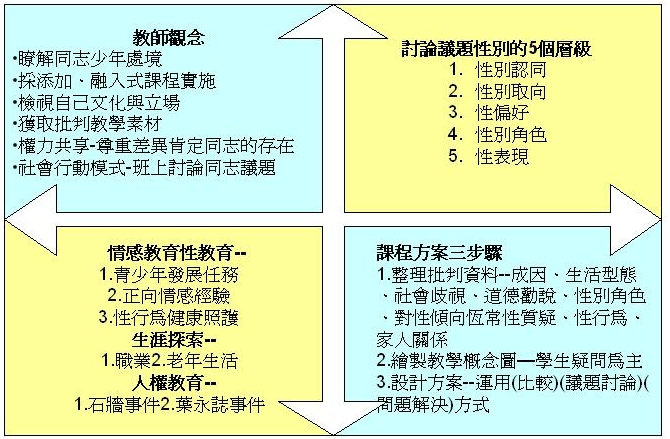 教師觀念
•瞭解同志少年處境
•採添加、融入式課程實施
•檢視自己文化與立場
•獲取批判教學素材
•權力共享-尊重差異肯定同志的存在
•社會行動模式-班上討論同志議題
討論議題性別的5個層級
1. 性別認同
2. 性別取向
3. 性偏好
4. 性別角色
5. 性表現
情感教育性教育--
1.青少年發展任務
2.正向情感經驗
3.性行為健康照護
生涯探索--
1.職業2.老年生活
人權教育--
1.石牆事件2.葉永誌事件
課程方案三步驟
1.整理批判資料--成因、生活型態
、社會歧視、道德勸說、性別角色
、對性傾向恆常性質疑、性行為、
家人關係
2.繪製教學概念圖—學生疑問為主
3.設計方案--運用(比較)(議題討論)(
問題解決)方式